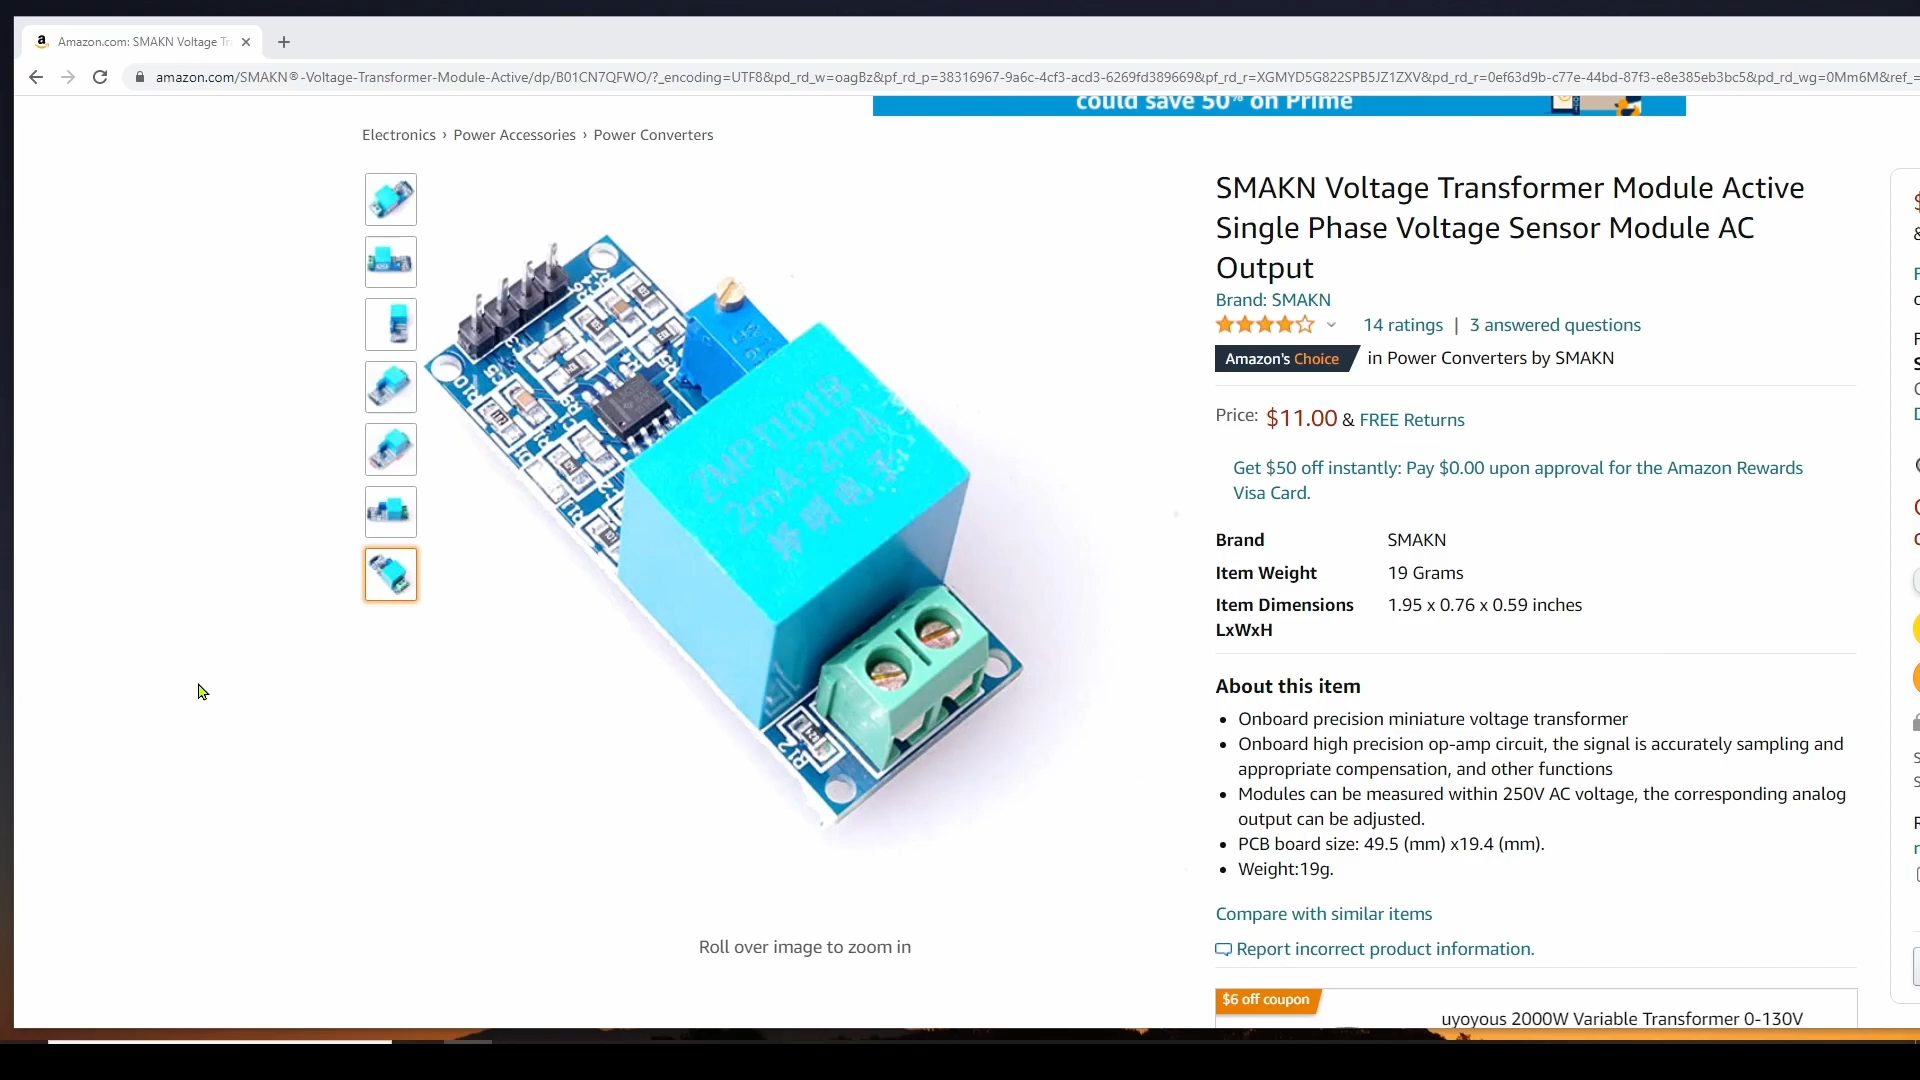 Amazon.com: SMAKN Voltage Tr
amazon.com/SMAKN®-Voltage-Transformer-Module-Active/dp/B01CN7QFWO/?_encoding=UTF8&pd_rd_w=oagBz&pf_rd_p=38316967-9a6c-4cf3-acd3-6269fd389669&pf_rd_r=XGMYD5G822SPB5JZ1ZXV&pd_rd_r=0ef63d9b-c77e-44bd-87f3-e8e385eb3bc5&pd_rd_wg=0Mm6M&ref_=
could save 50% on Prime
Electronics › Power Accessories › Power Converters
SMAKN Voltage Transformer Module Active
Single Phase Voltage Sensor Module AC
Output
Brand: SMAKN
14 ratings | 3 answered questions
Amazon's Choice in Power Converters by SMAKN
Price: $11.00 & FREE Returns
Get $50 off instantly: Pay $0.00 upon approval for the Amazon Rewards
Visa Card.
Brand SMAKN
Item Weight 19 Grams
Item Dimensions 1.95 x 0.76 x 0.59 inches
LxWxH
About this item
• Onboard precision miniature voltage transformer
• Onboard high precision op-amp circuit, the signal is accurately sampling and
appropriate compensation, and other functions
• Modules can be measured within 250V AC voltage, the corresponding analog
output can be adjusted.
• PCB board size: 49.5 (mm) x19.4 (mm).
• Weight:19g.
Compare with similar items
Report incorrect product information.
$6 off coupon
uyoyous 2000W Variable Transformer 0-130V
ZMPT101B
2mA:2mA
R12
Roll over image to zoom in